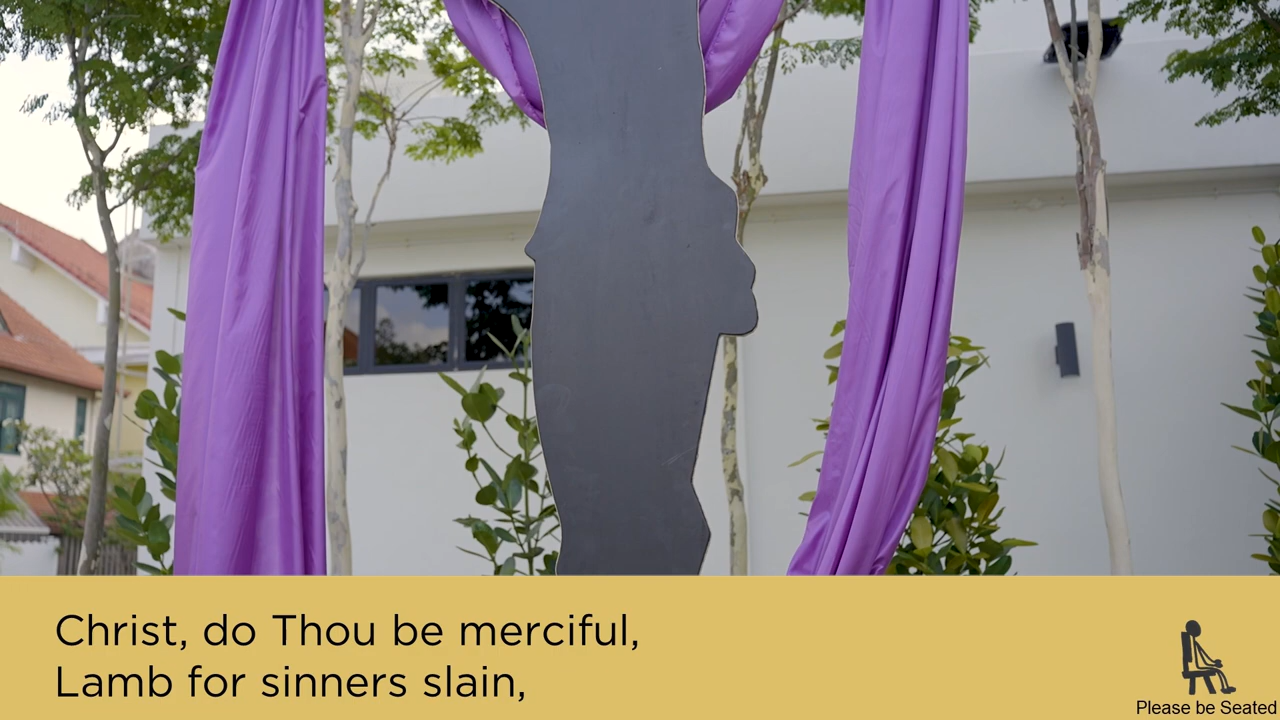 Christ, do Thou be merciful,
Lamb for sinners slain,
Please be Seated